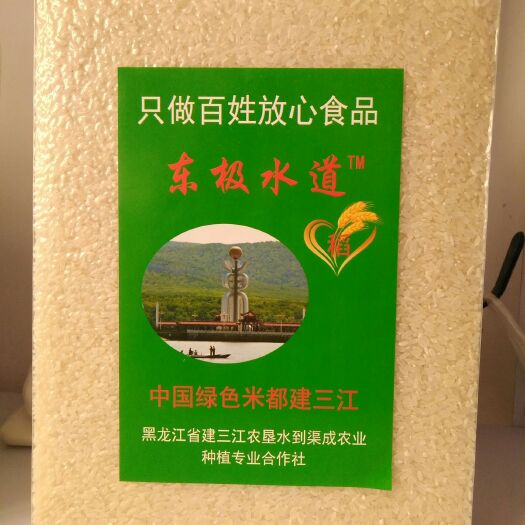 只做百姓放心食品
东极水道™
稻
中国绿色米都建三江
黑龙江省建三江农垦水到渠成农业
种植专业合作社